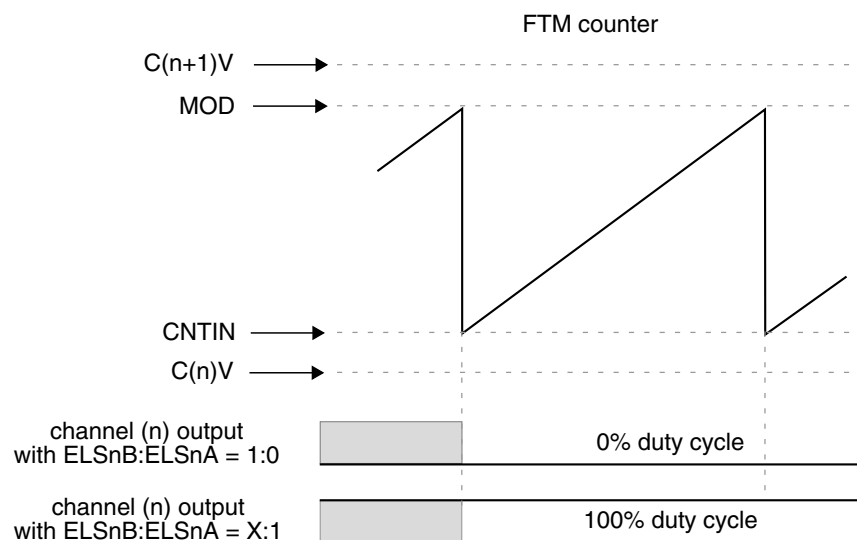 FTM counter
C(n+1)V
MOD
CNTIN
C(n)V
channel (n) output
with ELSnB:ELSnA = 1:0
0% duty cycle
channel (n) output
with ELSnB:ELSnA = X:1
100% duty cycle